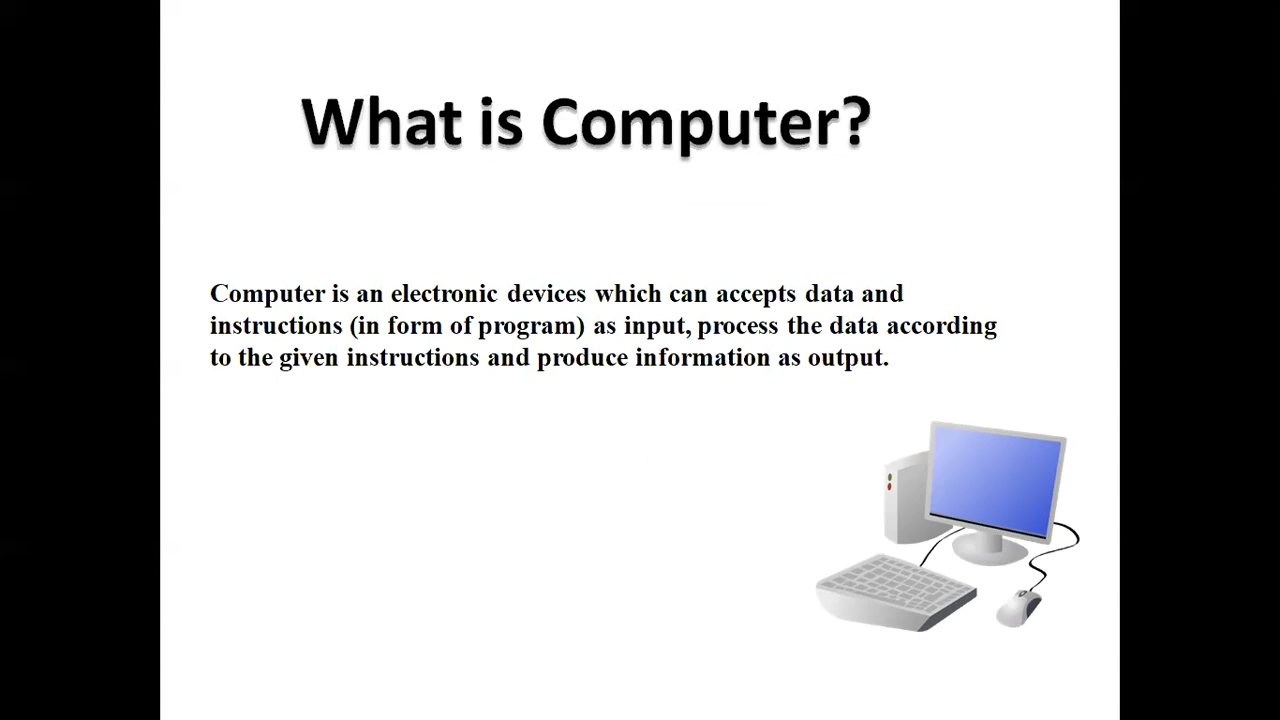 What is Computer?
Computer is an electronic devices which can accepts data and
instructions (in form of program) as input, process the data according
to the given instructions and produce information as output.